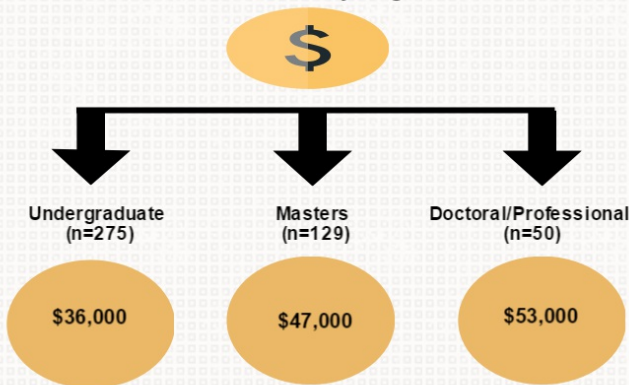 $
Undergraduate
(n=275)
Masters
(n=129)
Doctoral/Professional
(n=50)
$36,000
$47,000
$53,000